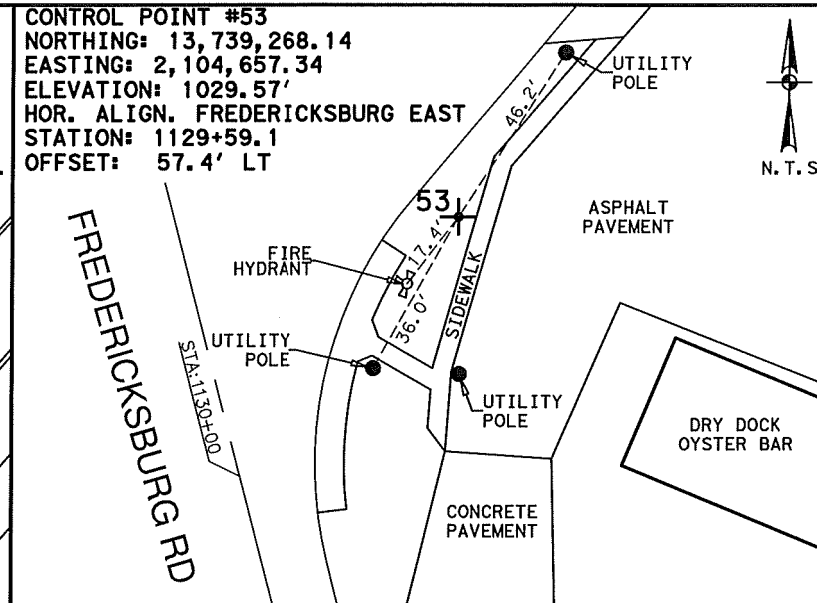 CONTROL POINT #53
NORTHING: 13,739,268.14
EASTING: 2,104,657.34
ELEVATION: 1029.57'
HOR. ALIGN. FREDERICKSBURG EAST
STATION: 1129+59.1
OFFSET: 57.4' LT
UTILITY
POLE
46.2'
N.T.S
53
ASPHALT
PAVEMENT
17.4'
FIRE
HYDRANT
36.0'
SIDEWALK
FREDERICKSBURG RD
STA:1130+00
UTILITY
POLE
UTILITY
POLE
DRY DOCK
OYSTER BAR
CONCRETE
PAVEMENT